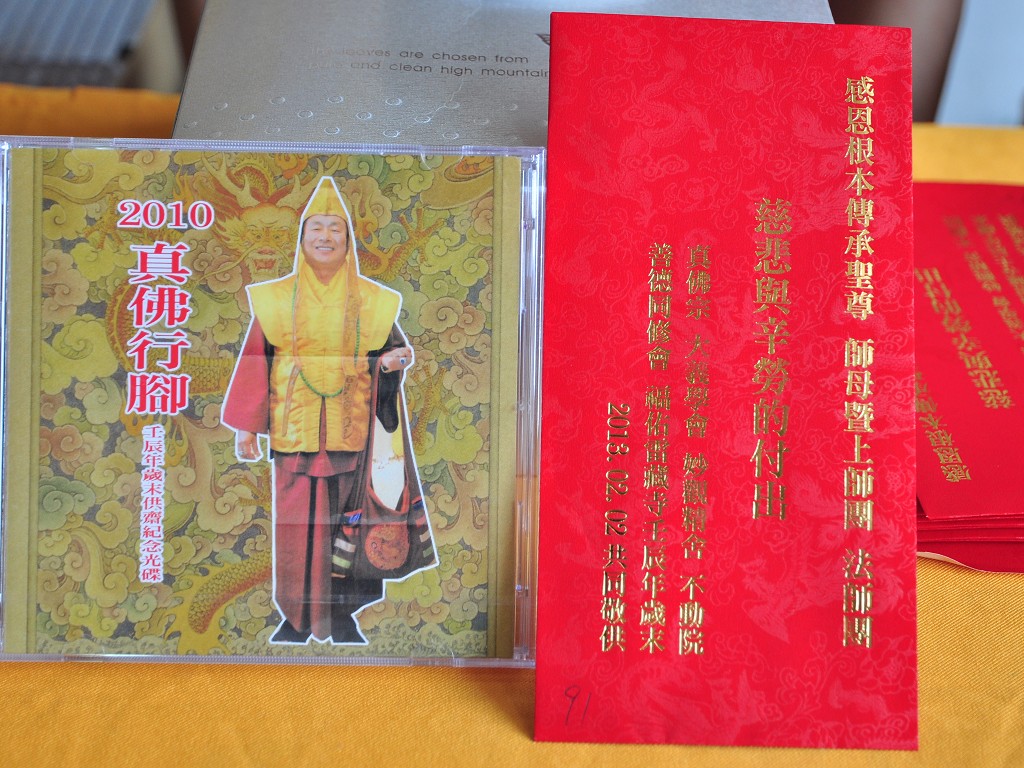 leaves are chosen from
and clean high mountain
2010
真佛行腳
壬辰年歲末供齋紀念光碟
感恩根本傳承聖尊 師母暨上師團 法師團
慈悲與辛勞的付出
真佛宗 大義學會 妙觀精舍 不動院
善德同修會 福佑雷藏寺壬辰年歲末
2013.02.02 共同敬供
91